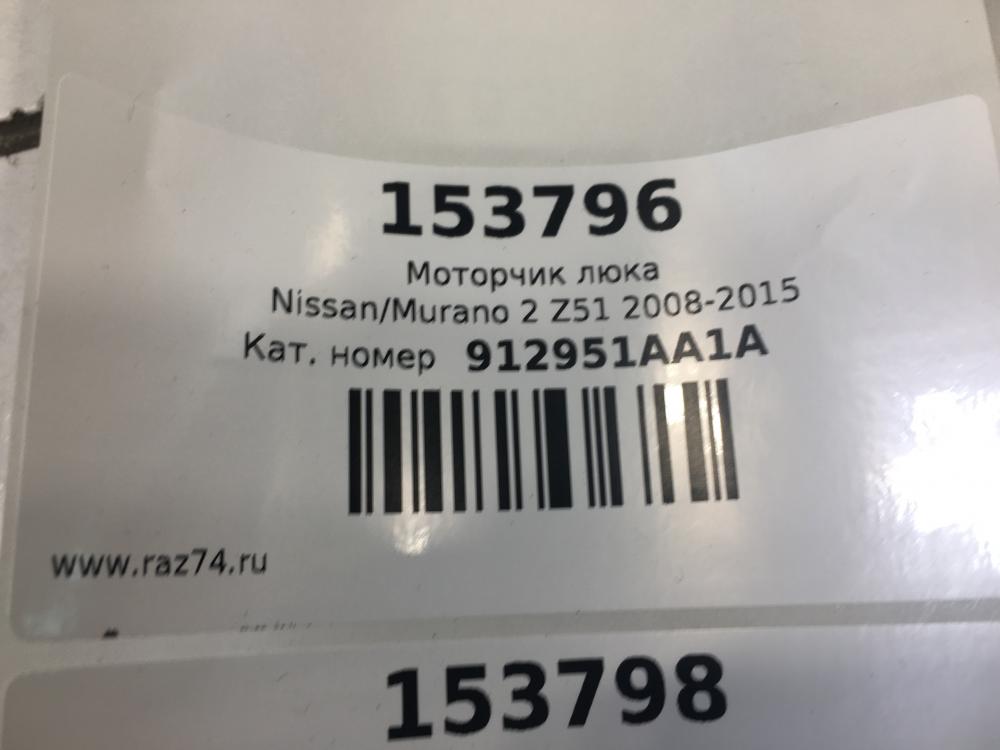 153796
Моторчик люка
Nissan/Murano 2 Z51 2008-2015
Кат. номер 912951AA1A
www.raz74.ru
153798